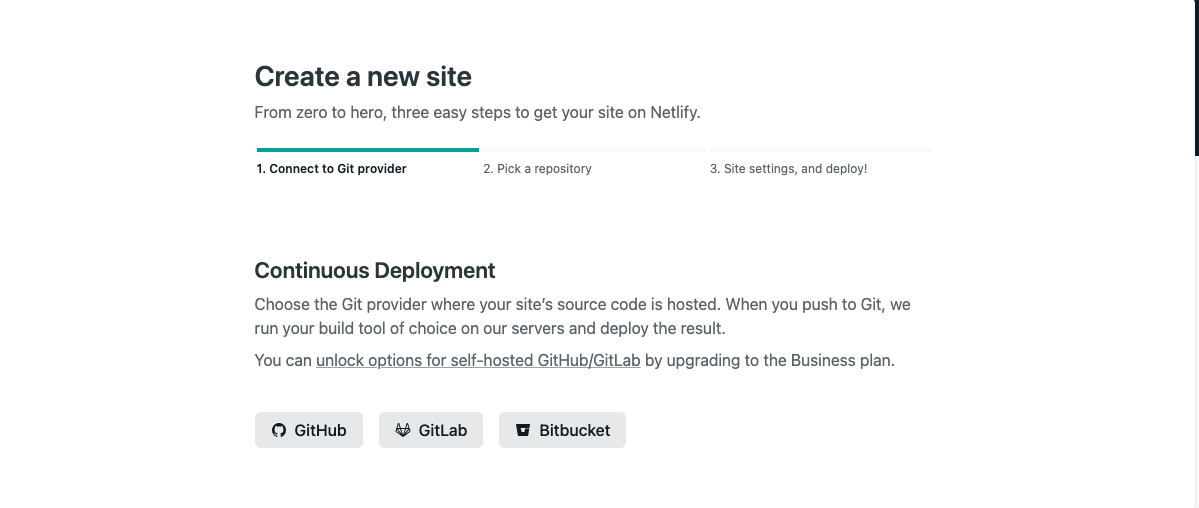 Create a new site
From zero to hero, three easy steps to get your site on Netlify.
1. Connect to Git provider
2. Pick a repository
3. Site settings, and deploy!
Continuous Deployment
Choose the Git provider where your site’s source code is hosted. When you push to Git, we
run your build tool of choice on our servers and deploy the result.
You can unlock options for self-hosted GitHub/GitLab by upgrading to the Business plan.
GitHub
GitLab
Bitbucket